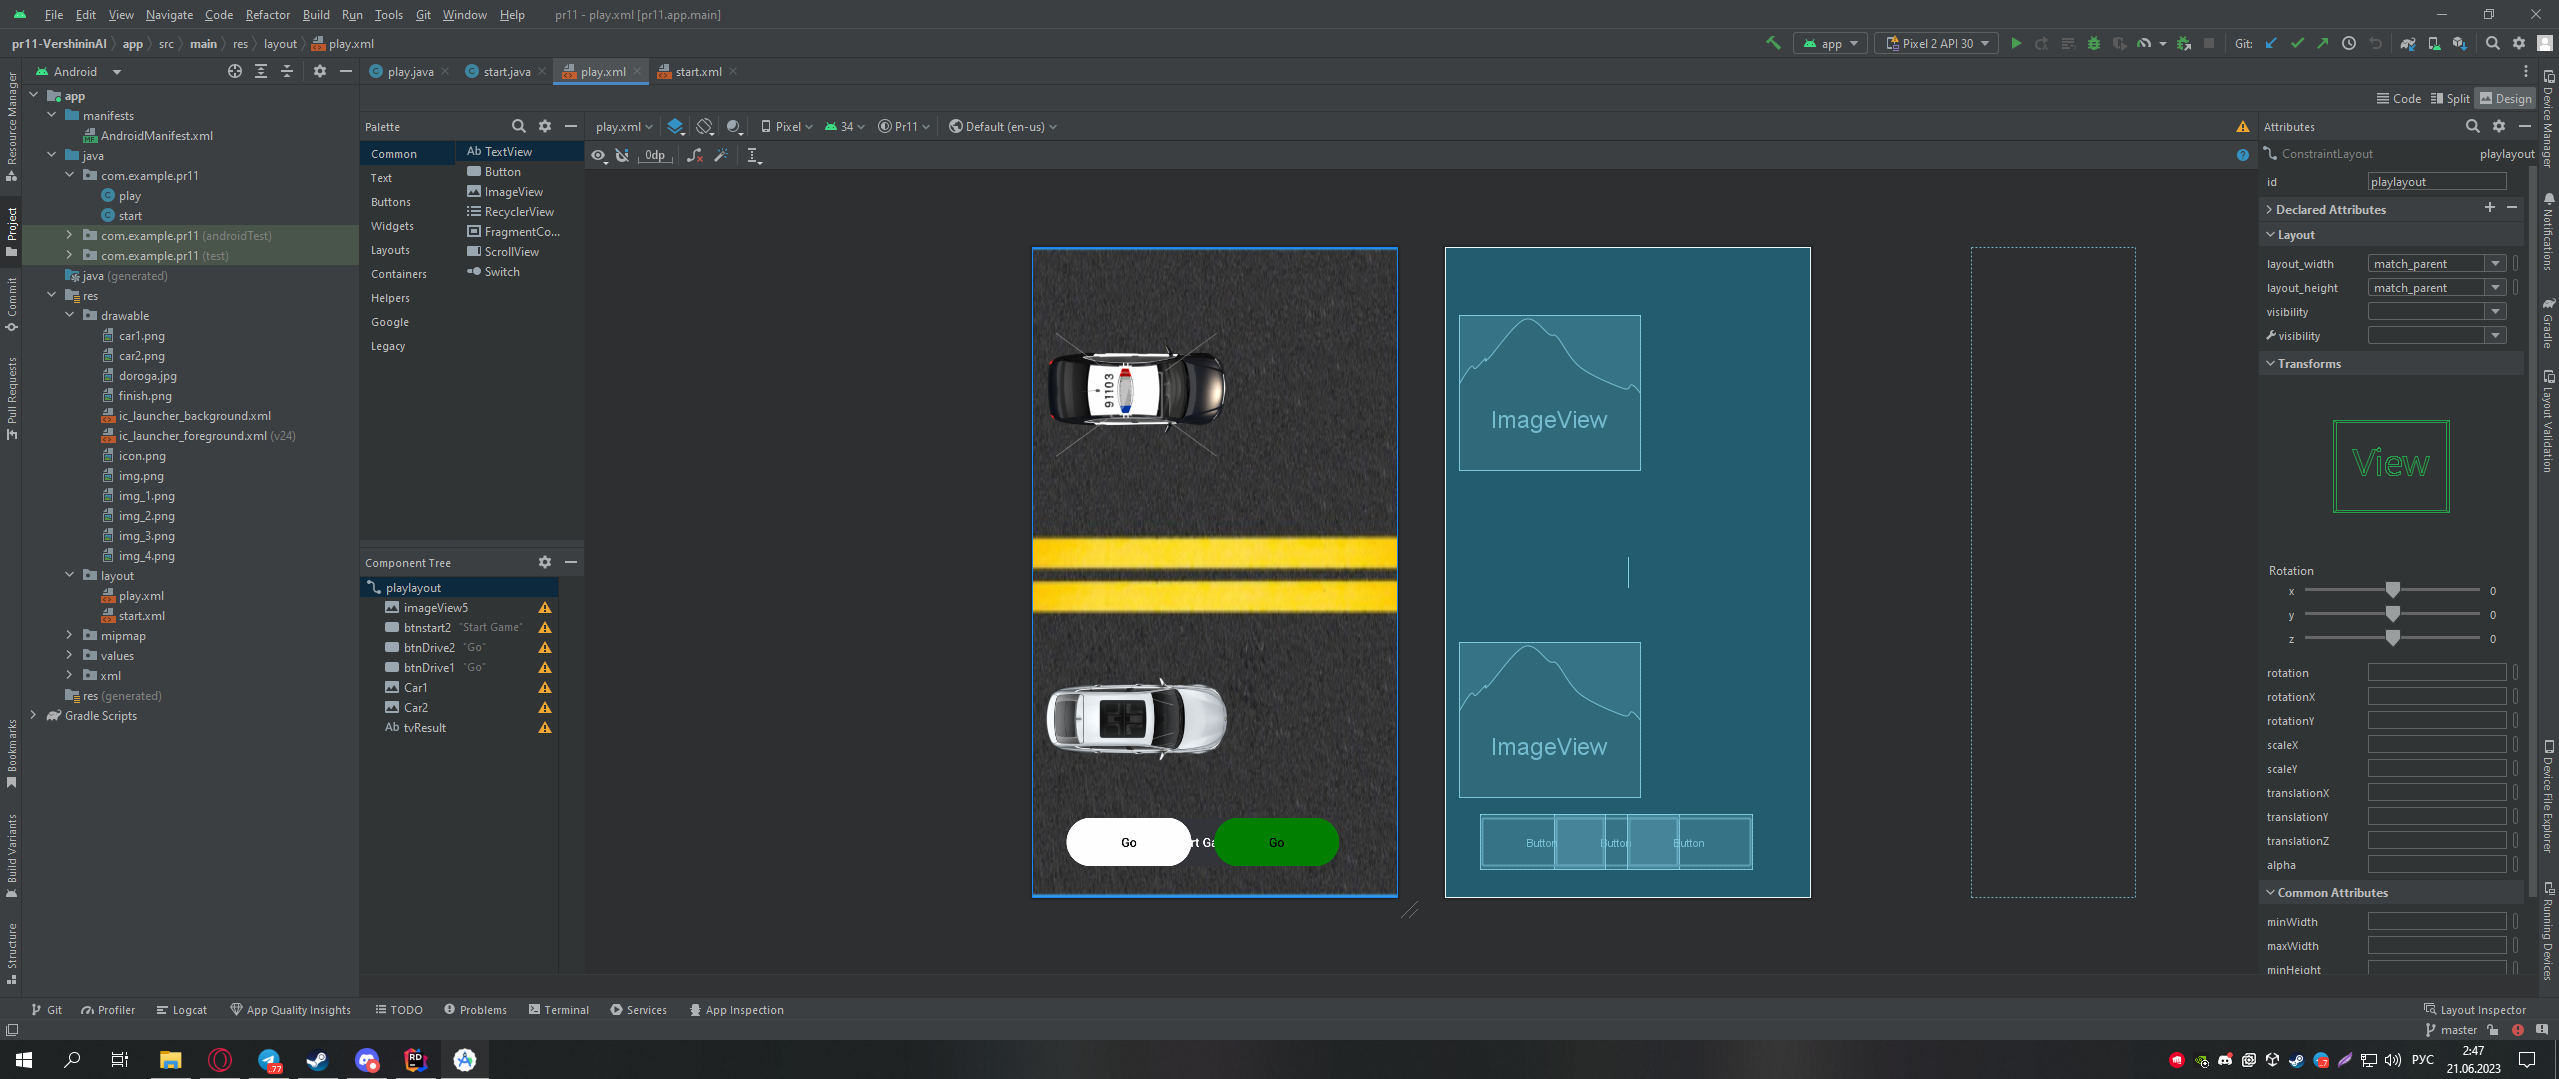 File Edit View Navigate Code Refactor Build Run Tools Git Window Help pr11 - play.xml [pr11.app.main]
pr11-VershininAI app src main res layout play.xml
app Pixel 2 API 30 Git:
Android
play.java start.java play.xml start.xml
Code Split Design
Resource Manager
Project
Commit
Pull Requests
Bookmarks
Build Variants
Structure
app
manifests
AndroidManifest.xml
java
com.example.pr11
play
start
com.example.pr11 (androidTest)
com.example.pr11 (test)
java (generated)
res
drawable
car1.png
car2.png
doroga.jpg
finish.png
ic_launcher_background.xml
ic_launcher_foreground.xml (v24)
icon.png
img.png
img_1.png
img_2.png
img_3.png
img_4.png
layout
play.xml
start.xml
mipmap
values
xml
res (generated)
Gradle Scripts
Palette
Common
Text
Buttons
Widgets
Layouts
Containers
Helpers
Google
Legacy
Ab TextView
Button
ImageView
RecyclerView
FragmentCo...
ScrollView
Switch
Component Tree
playlayout
imageView5
btnstart2 "Start Game"
btnDrive2 "Go"
btnDrive1 "Go"
Car1
Car2
Ab tvResult
play.xml Pixel 34 Pr11 Default (en-us)
0dp
91103
Go rt Ga Go
ImageView
ImageView
Button Button Button
Attributes
ConstraintLayout playlayout
id playlayout
Declared Attributes
Layout
layout_width match_parent
layout_height match_parent
visibility
visibility
Transforms
View
Rotation
x 0
y 0
z 0
rotation
rotationX
rotationY
scaleX
scaleY
translationX
translationY
translationZ
alpha
Common Attributes
minWidth
maxWidth
minHeight
Device Manager
Notifications
Gradle
Layout Validation
Device File Explorer
Running Devices
Git Profiler Logcat App Quality Insights TODO Problems Terminal Services App Inspection
Layout Inspector
master
77
RD
РУС
2:47
21.06.2023